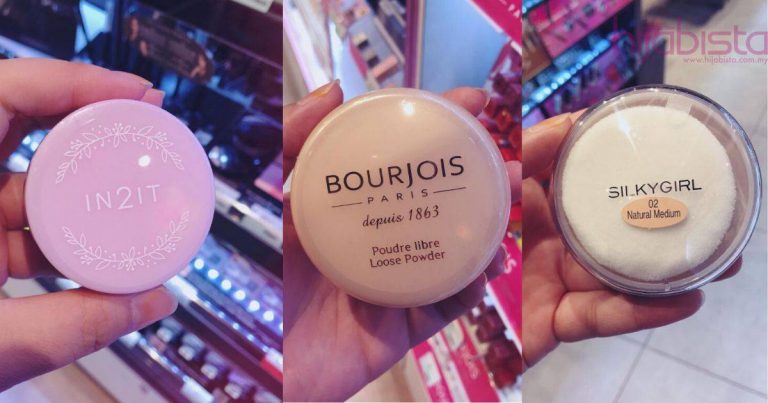 IN2IT
BOURJOIS
PARIS
depuis 1863
Poudre libre
Loose Powder
hijabista
www.hijabista.com.my
SILKYGIRL
02
Natural Medium